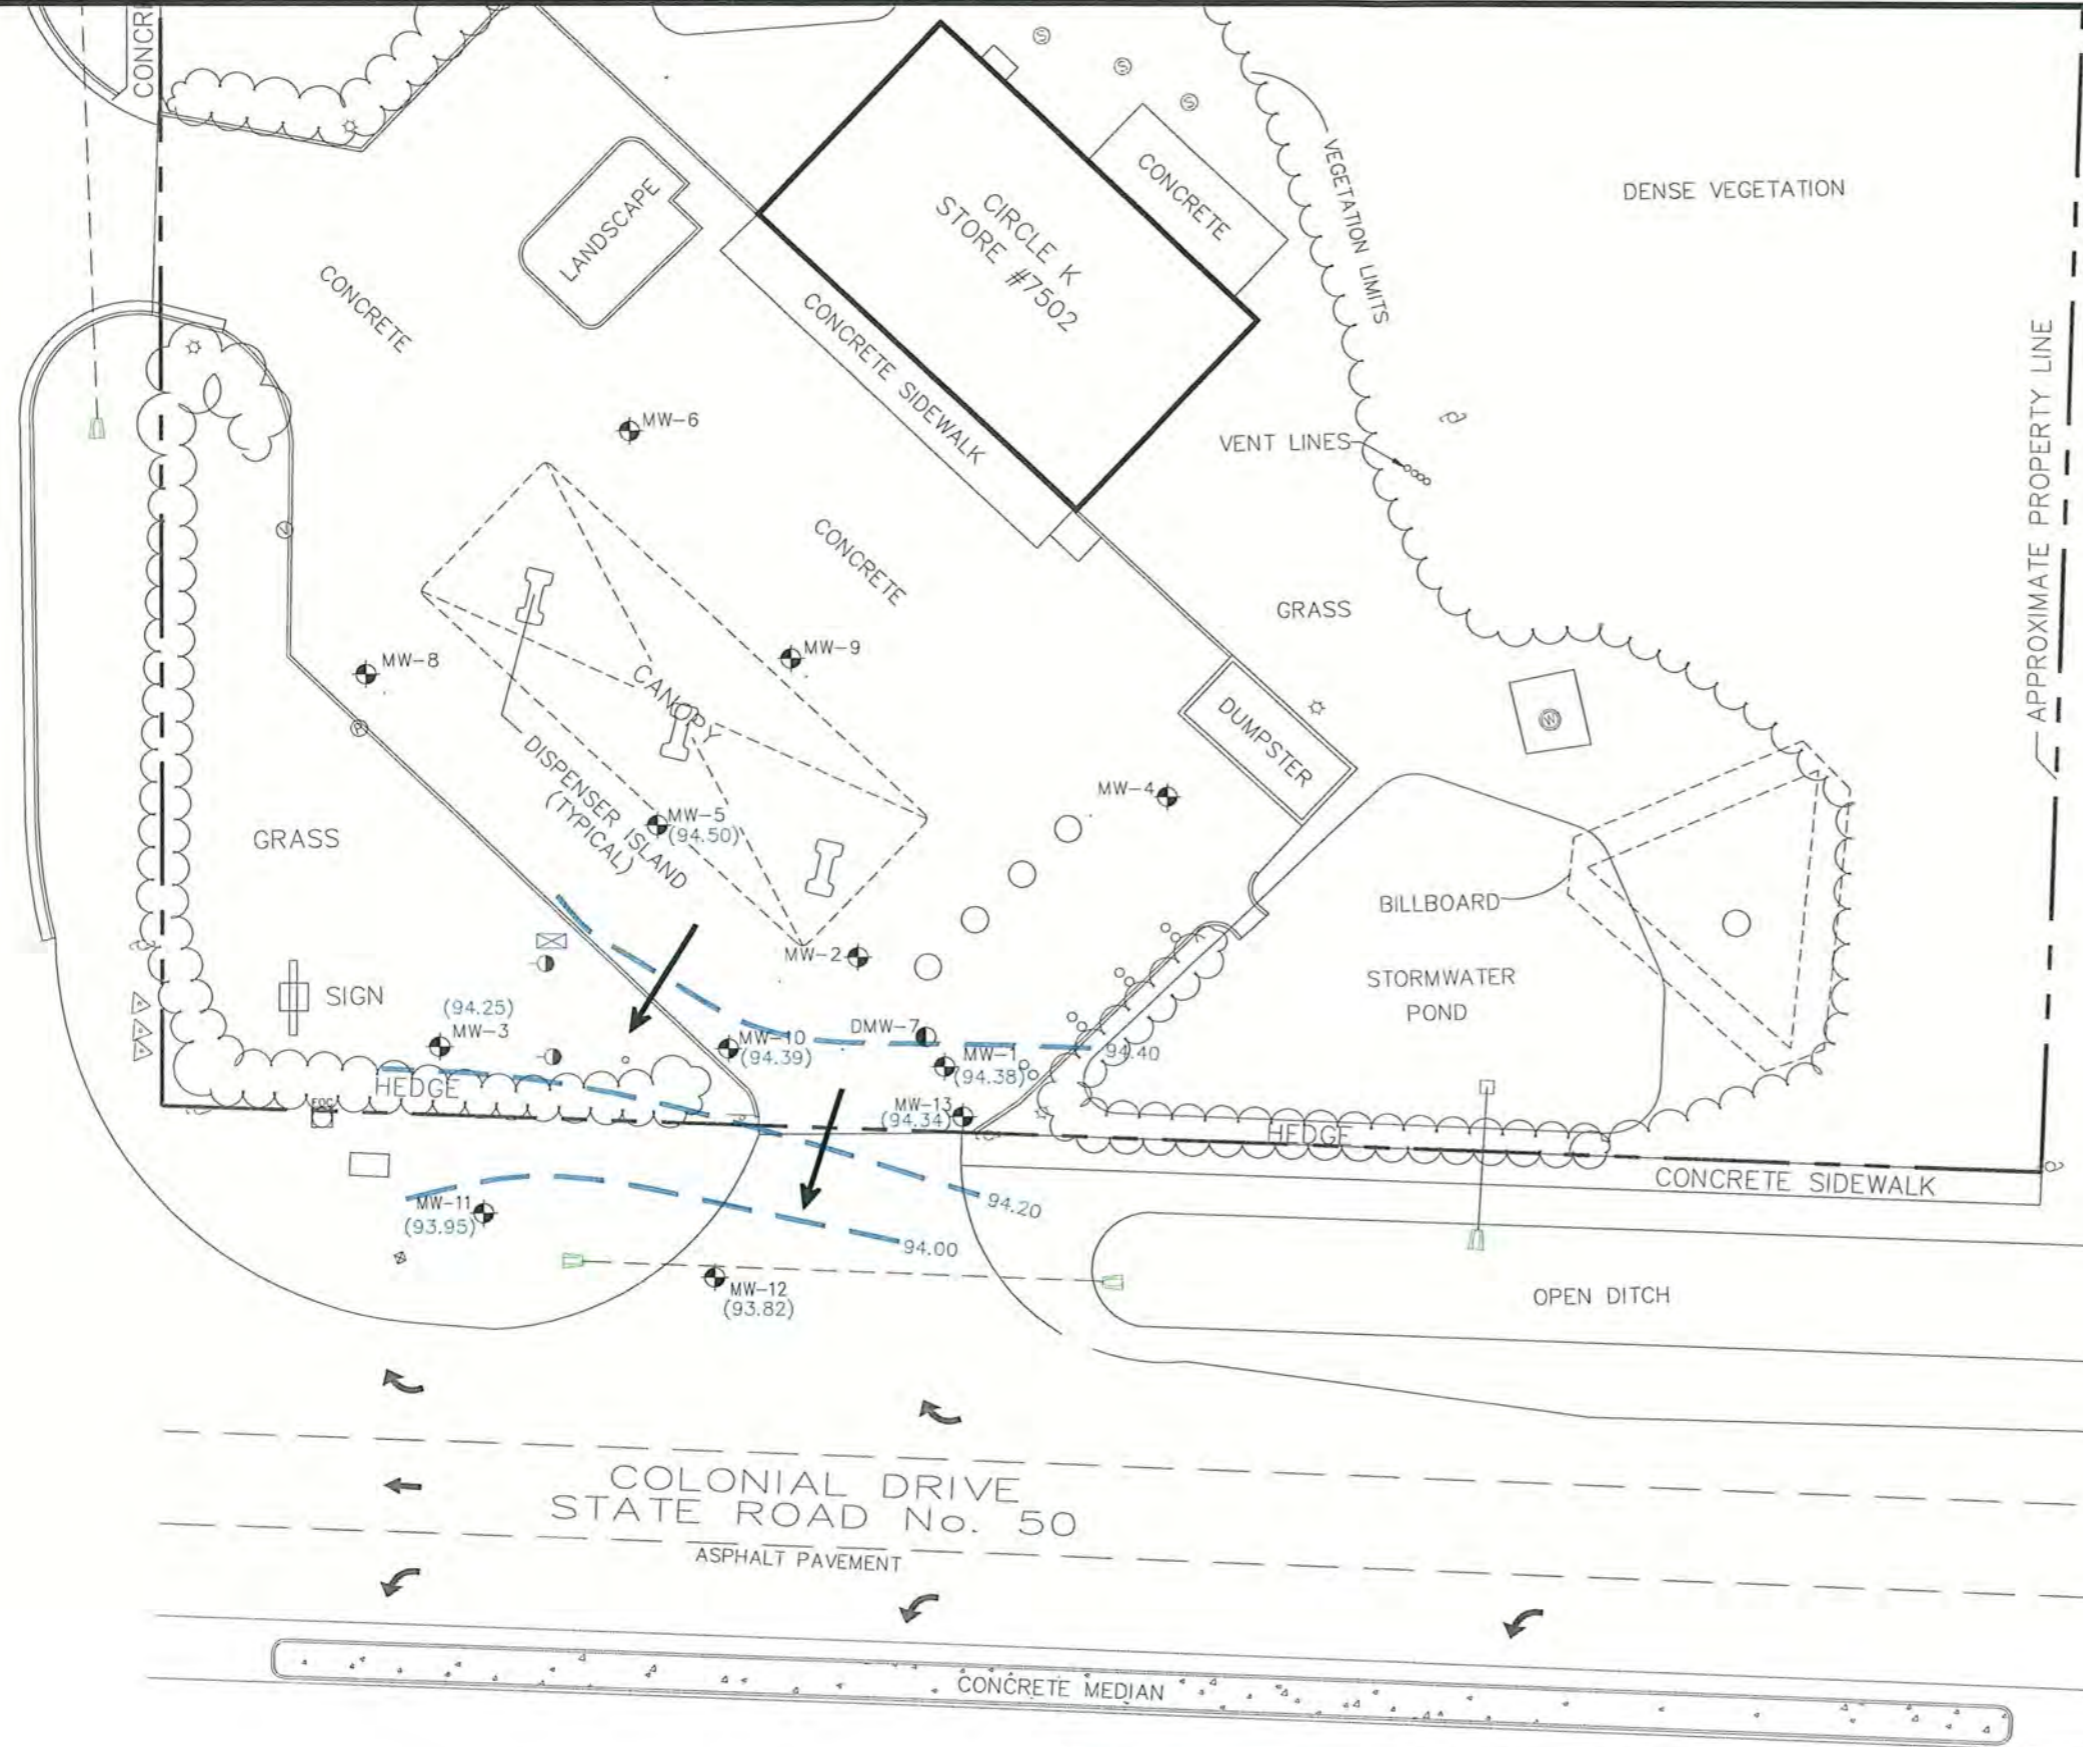 CONCR
CONCRETE
LANDSCAPE
CIRCLE K
STORE #7502
CONCRETE
CONCRETE SIDEWALK
VEGETATION LIMITS
DENSE VEGETATION
APPROXIMATE PROPERTY LINE
VENT LINES
MW-6
CONCRETE
GRASS
MW-9
MW-8
CANOPY
DUMPSTER
W
DISPENSER ISLAND
(TYPICAL)
MW-4
MW-5
(94.50)
GRASS
BILLBOARD
MW-2
STORMWATER
POND
SIGN
(94.25)
MW-3
MW-10
(94.39)
DMW-7
MW-1
(94.38)
94.40
HEDGE
FOC
MW-13
(94.34)
HEDGE
CONCRETE SIDEWALK
94.20
MW-11
(93.95)
94.00
MW-12
(93.82)
OPEN DITCH
COLONIAL DRIVE
STATE ROAD No. 50
ASPHALT PAVEMENT
CONCRETE MEDIAN